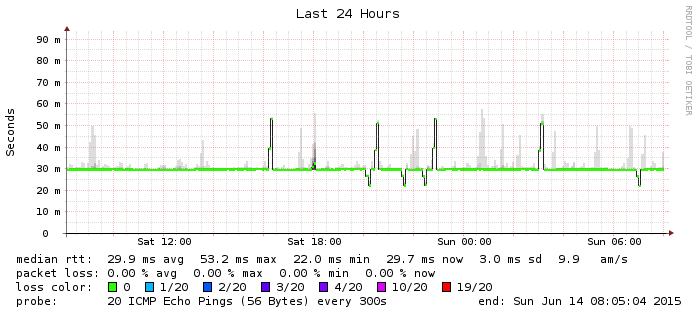 Last 24 Hours
RRDTOOL / TOBI OETIKER
Seconds
90 m
80 m
70 m
60 m
50 m
40 m
30 m
20 m
10 m
0
Sat 12:00 Sat 18:00 Sun 00:00 Sun 06:00
median rtt: 29.9 ms avg 53.2 ms max 22.0 ms min 29.7 ms now 3.0 ms sd 9.9 am/s
packet loss: 0.00 % avg 0.00 % max 0.00 % min 0.00 % now
loss color: 0 1/20 2/20 3/20 4/20 10/20 19/20
probe: 20 ICMP Echo Pings (56 Bytes) every 300s end: Sun Jun 14 08:05:04 2015